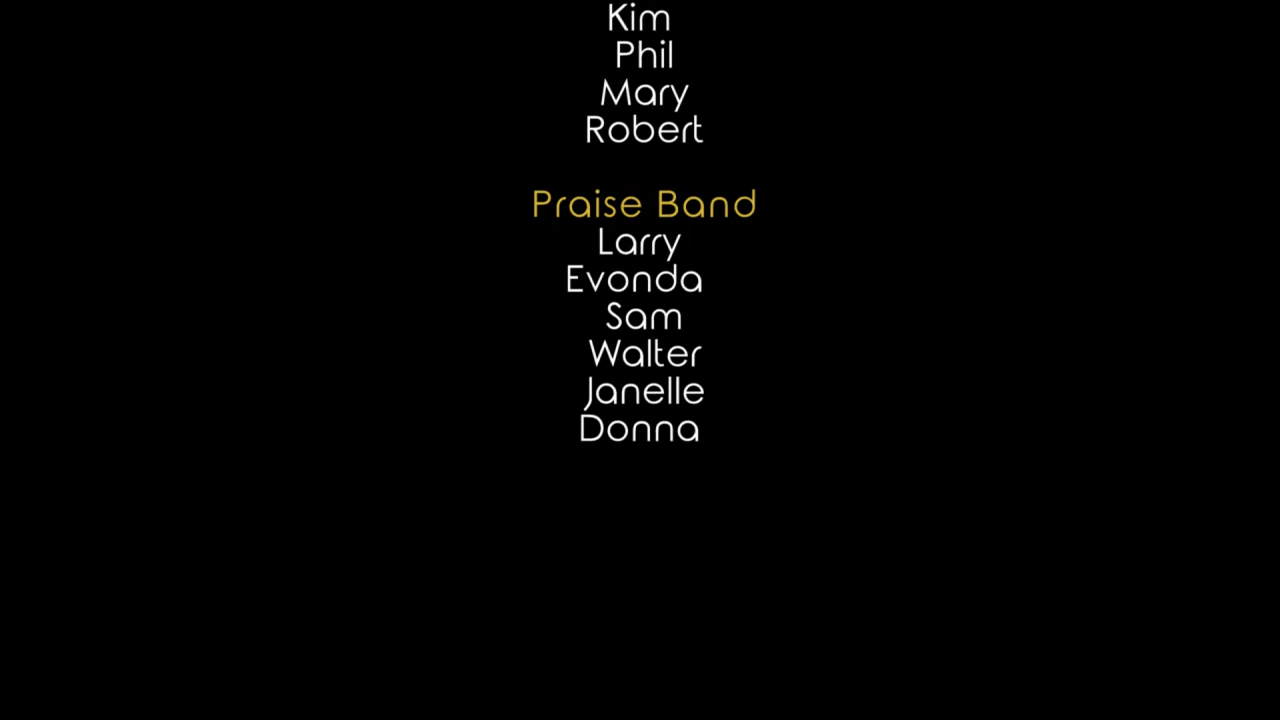 Kim
Phil
Mary
Robert
Praise Band
Larry
Evonda
Sam
Walter
Janelle
Donna